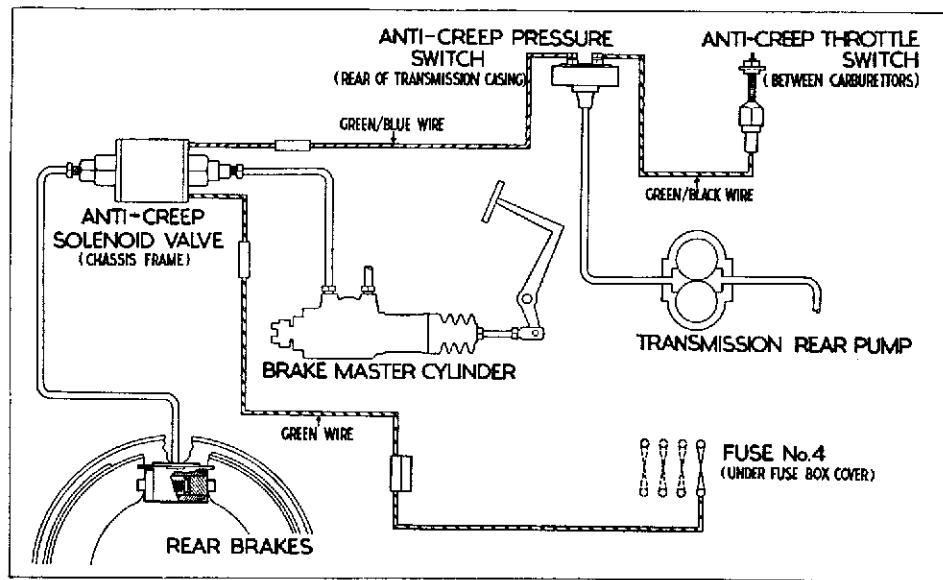 ANTI-CREEP PRESSURE
SWITCH
(REAR OF TRANSMISSION CASING)
ANTI-CREEP THROTTLE
SWITCH
(BETWEEN CARBURETTORS)
GREEN/BLUE WIRE
GREEN/BLACK WIRE
ANTI-CREEP
SOLENOID VALVE
(CHASSIS FRAME)
TRANSMISSION REAR PUMP
BRAKE MASTER CYLINDER
GREEN WIRE
FUSE No.4
(UNDER FUSE BOX COVER)
REAR BRAKES